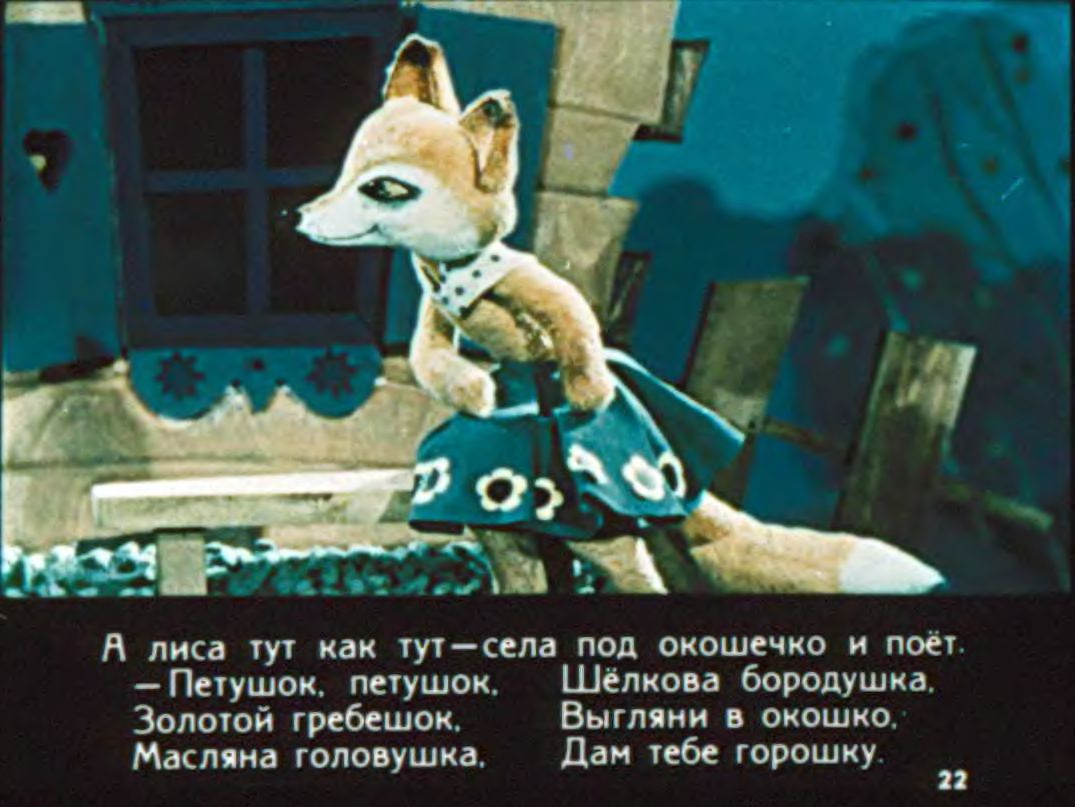 А лиса тут как тут — села под окошечко и поёт.
— Петушок, петушок,
Золотой гребешок,
Масляна головушка,
Шёлкова бородушка,
Выгляни в окошко,
Дам тебе горошку.
22